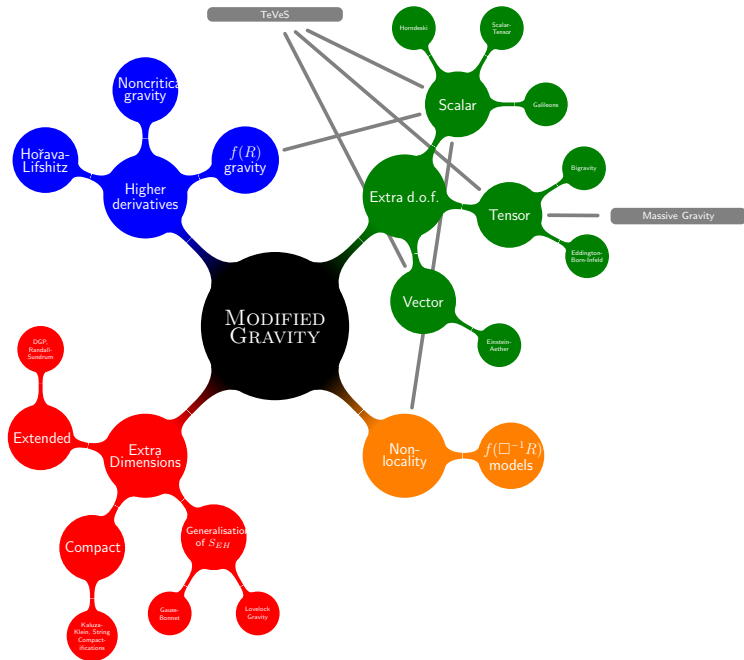 TeVeS
Horndeski
Scalar-
Tensor
Galileons
Scalar
Noncritical
gravity
Hořava-
Lifshitz
f(R)
gravity
Higher
derivatives
Extra d.o.f.
Bigravity
Tensor
Massive Gravity
Eddington-
Born-Infeld
Vector
Einstein-
Aether
MODIFIED
GRAVITY
DGP,
Randall-
Sundrum
Extended
Extra
Dimensions
Non-
locality
f(□⁻¹R)
models
Compact
Generalisation
of S_EH
Gauss-
Bonnet
Lovelock
Gravity
Kaluza-
Klein, String
Compact-
ifications